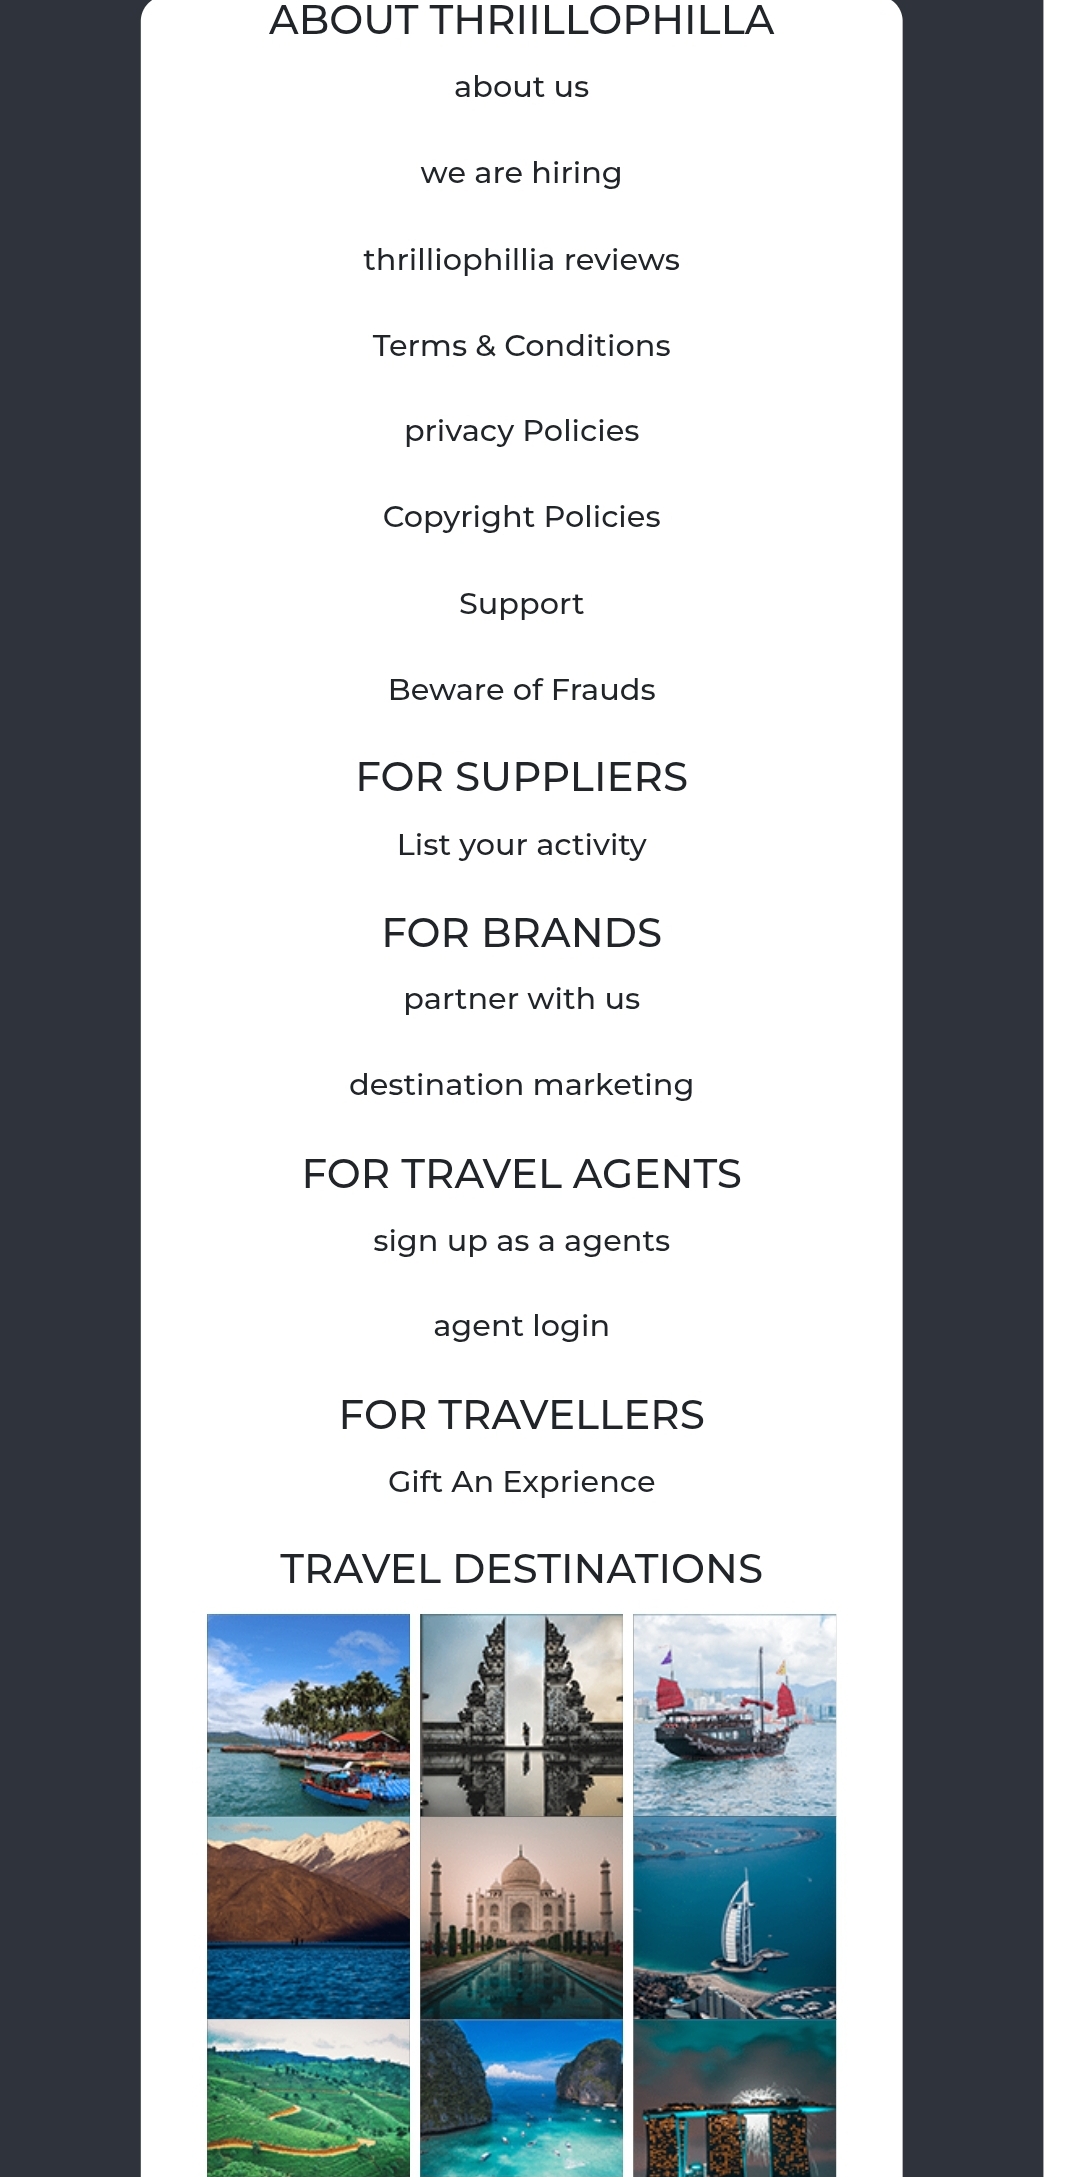 ABOUT THRIILLOPHILLA
about us
we are hiring
thrilliophillia reviews
Terms & Conditions
privacy Policies
Copyright Policies
Support
Beware of Frauds
FOR SUPPLIERS
List your activity
FOR BRANDS
partner with us
destination marketing
FOR TRAVEL AGENTS
sign up as a agents
agent login
FOR TRAVELLERS
Gift An Exprience
TRAVEL DESTINATIONS